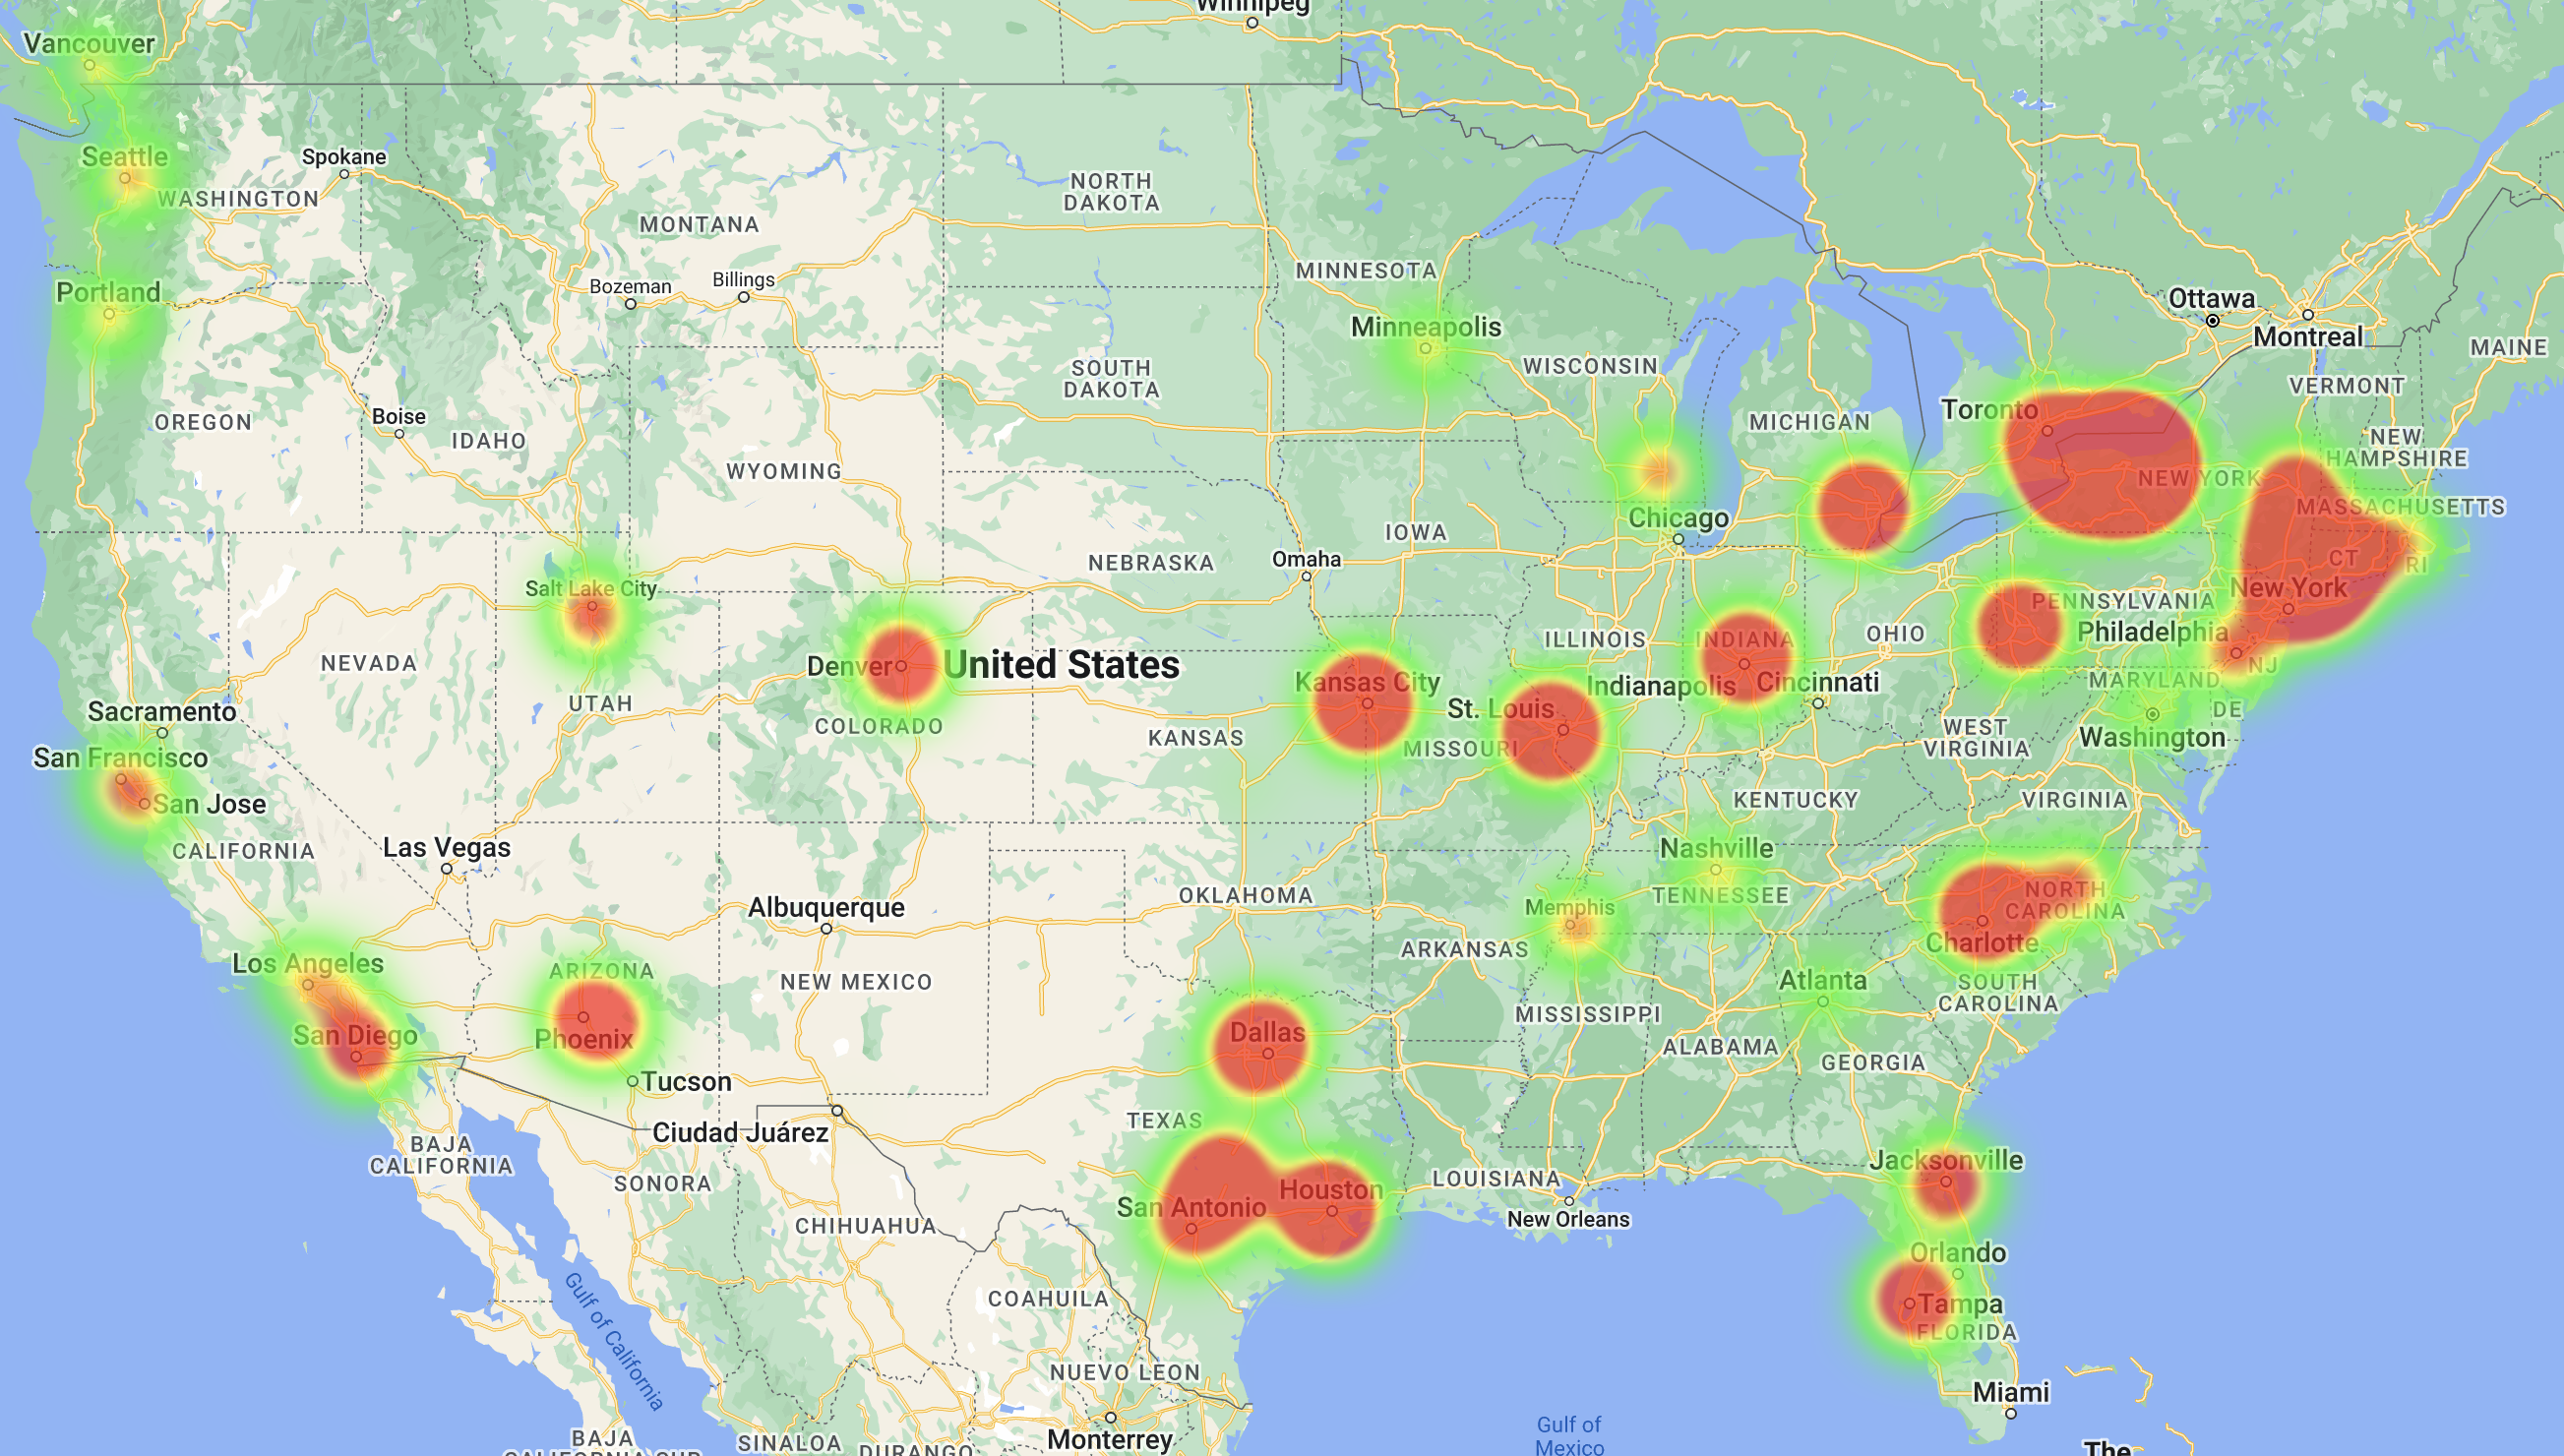 Winnipeg
Vancouver
Seattle
Spokane
WASHINGTON
NORTH
DAKOTA
MONTANA
MINNESOTA
Bozeman
Billings
Portland
Ottawa
Montreal
Minneapolis
MAINE
WISCONSIN
SOUTH
DAKOTA
VERMONT
Toronto
Boise
OREGON
IDAHO
MICHIGAN
NEW
HAMPSHIRE
WYOMING
NEW YORK
MASSACHUSETTS
Chicago
IOWA
NEBRASKA
Omaha
CT
RI
Salt Lake City
New York
PENNSYLVANIA
Philadelphia
ILLINOIS
INDIANA
OHIO
NEVADA
Denver
United States
NJ
Kansas City
Indianapolis
Cincinnati
MARYLAND
UTAH
St. Louis
DE
Sacramento
COLORADO
KANSAS
MISSOURI
WEST
VIRGINIA
Washington
San Francisco
San Jose
KENTUCKY
VIRGINIA
CALIFORNIA
Las Vegas
Nashville
TENNESSEE
NORTH
CAROLINA
OKLAHOMA
Albuquerque
Memphis
Charlotte
ARKANSAS
Los Angeles
ARIZONA
NEW MEXICO
Atlanta
SOUTH
CAROLINA
MISSISSIPPI
San Diego
Phoenix
Dallas
ALABAMA
GEORGIA
Tucson
TEXAS
Ciudad Juárez
BAJA
CALIFORNIA
SONORA
Jacksonville
LOUISIANA
Houston
San Antonio
New Orleans
CHIHUAHUA
Orlando
COAHUILA
Tampa
FLORIDA
Gulf of California
NUEVO LEON
Miami
Gulf of
Mexico
BAJA
SINALOA
DURANGO
Monterrey
The